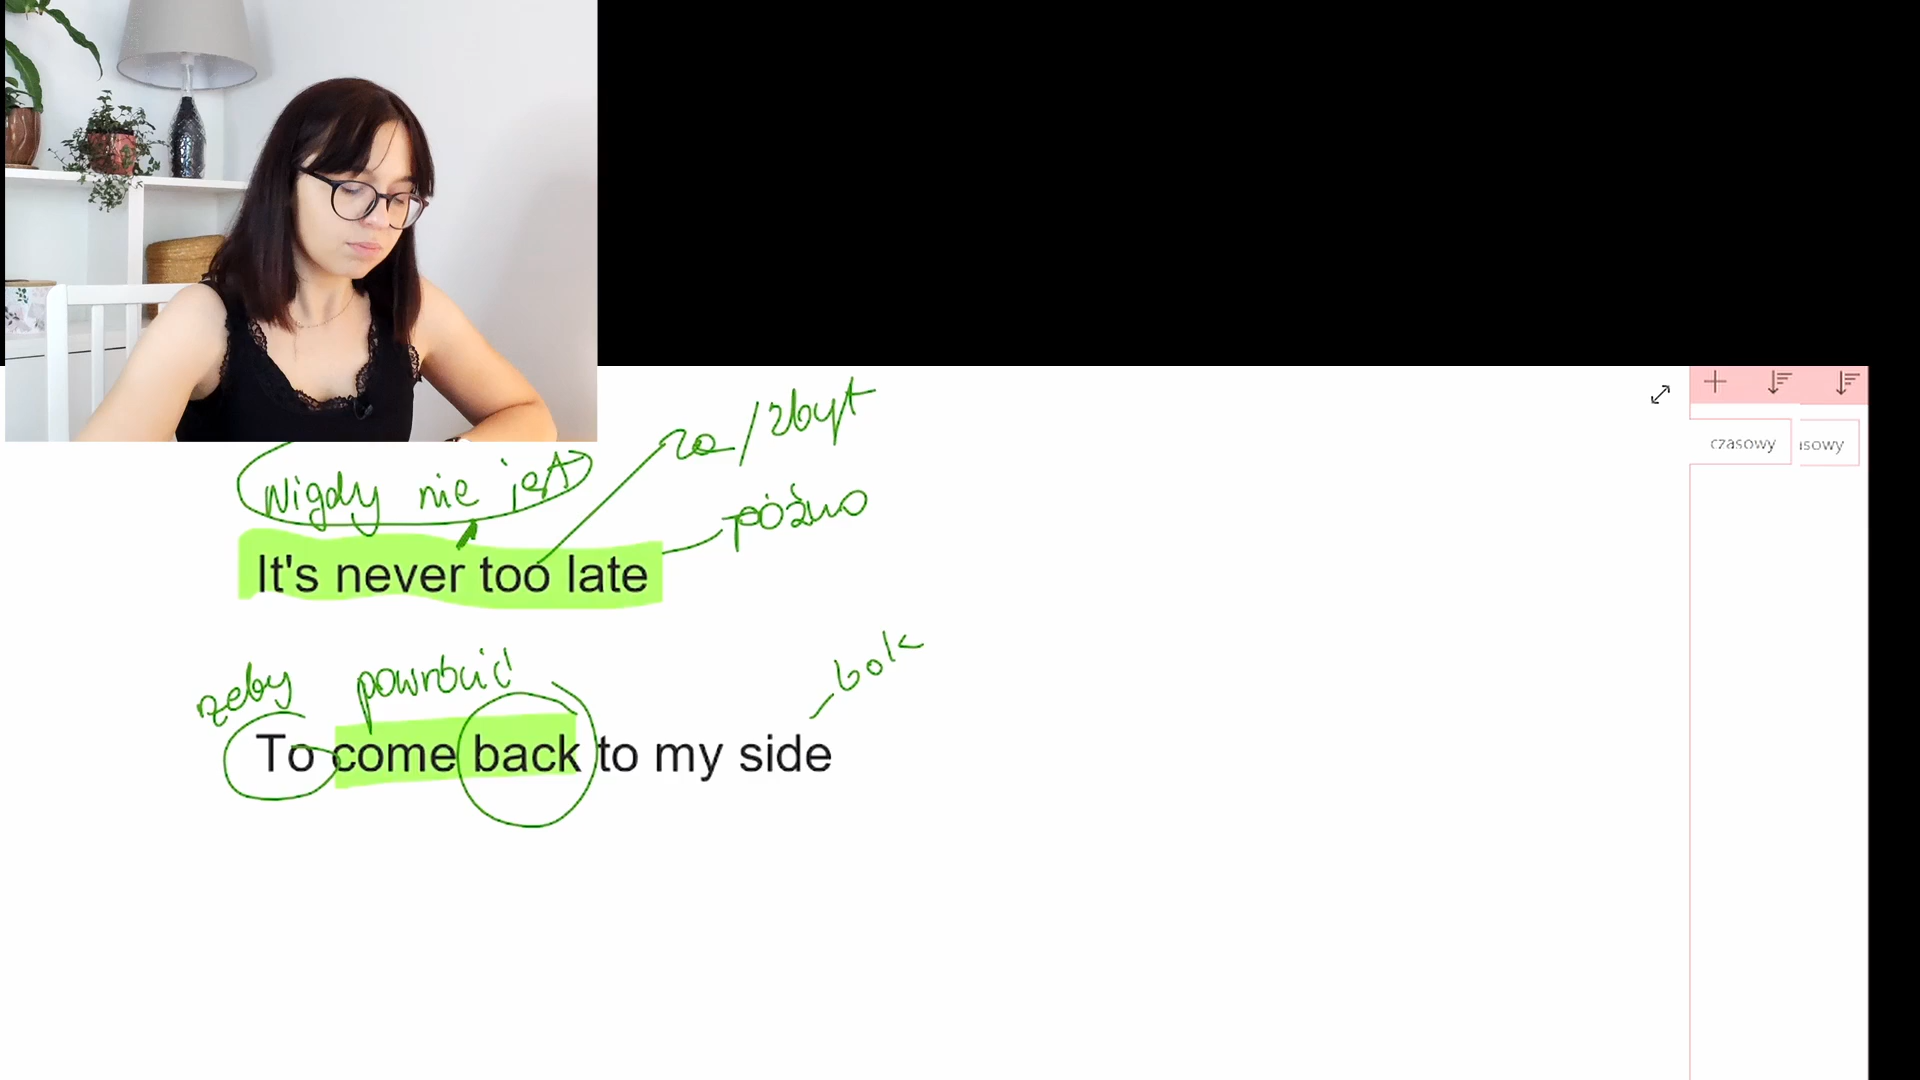 za/zbyt
czasowy
asowy
Nigdy nie jest
późno
It's never too late
żeby powrócić
bok
To come back to my side